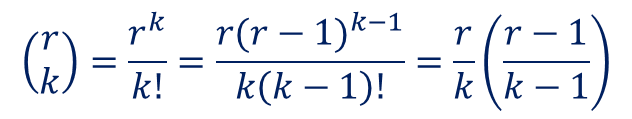 (r k) = r^k / k! = r(r − 1)^{k−1} / k(k − 1)! = r/k ((r − 1)/(k − 1))